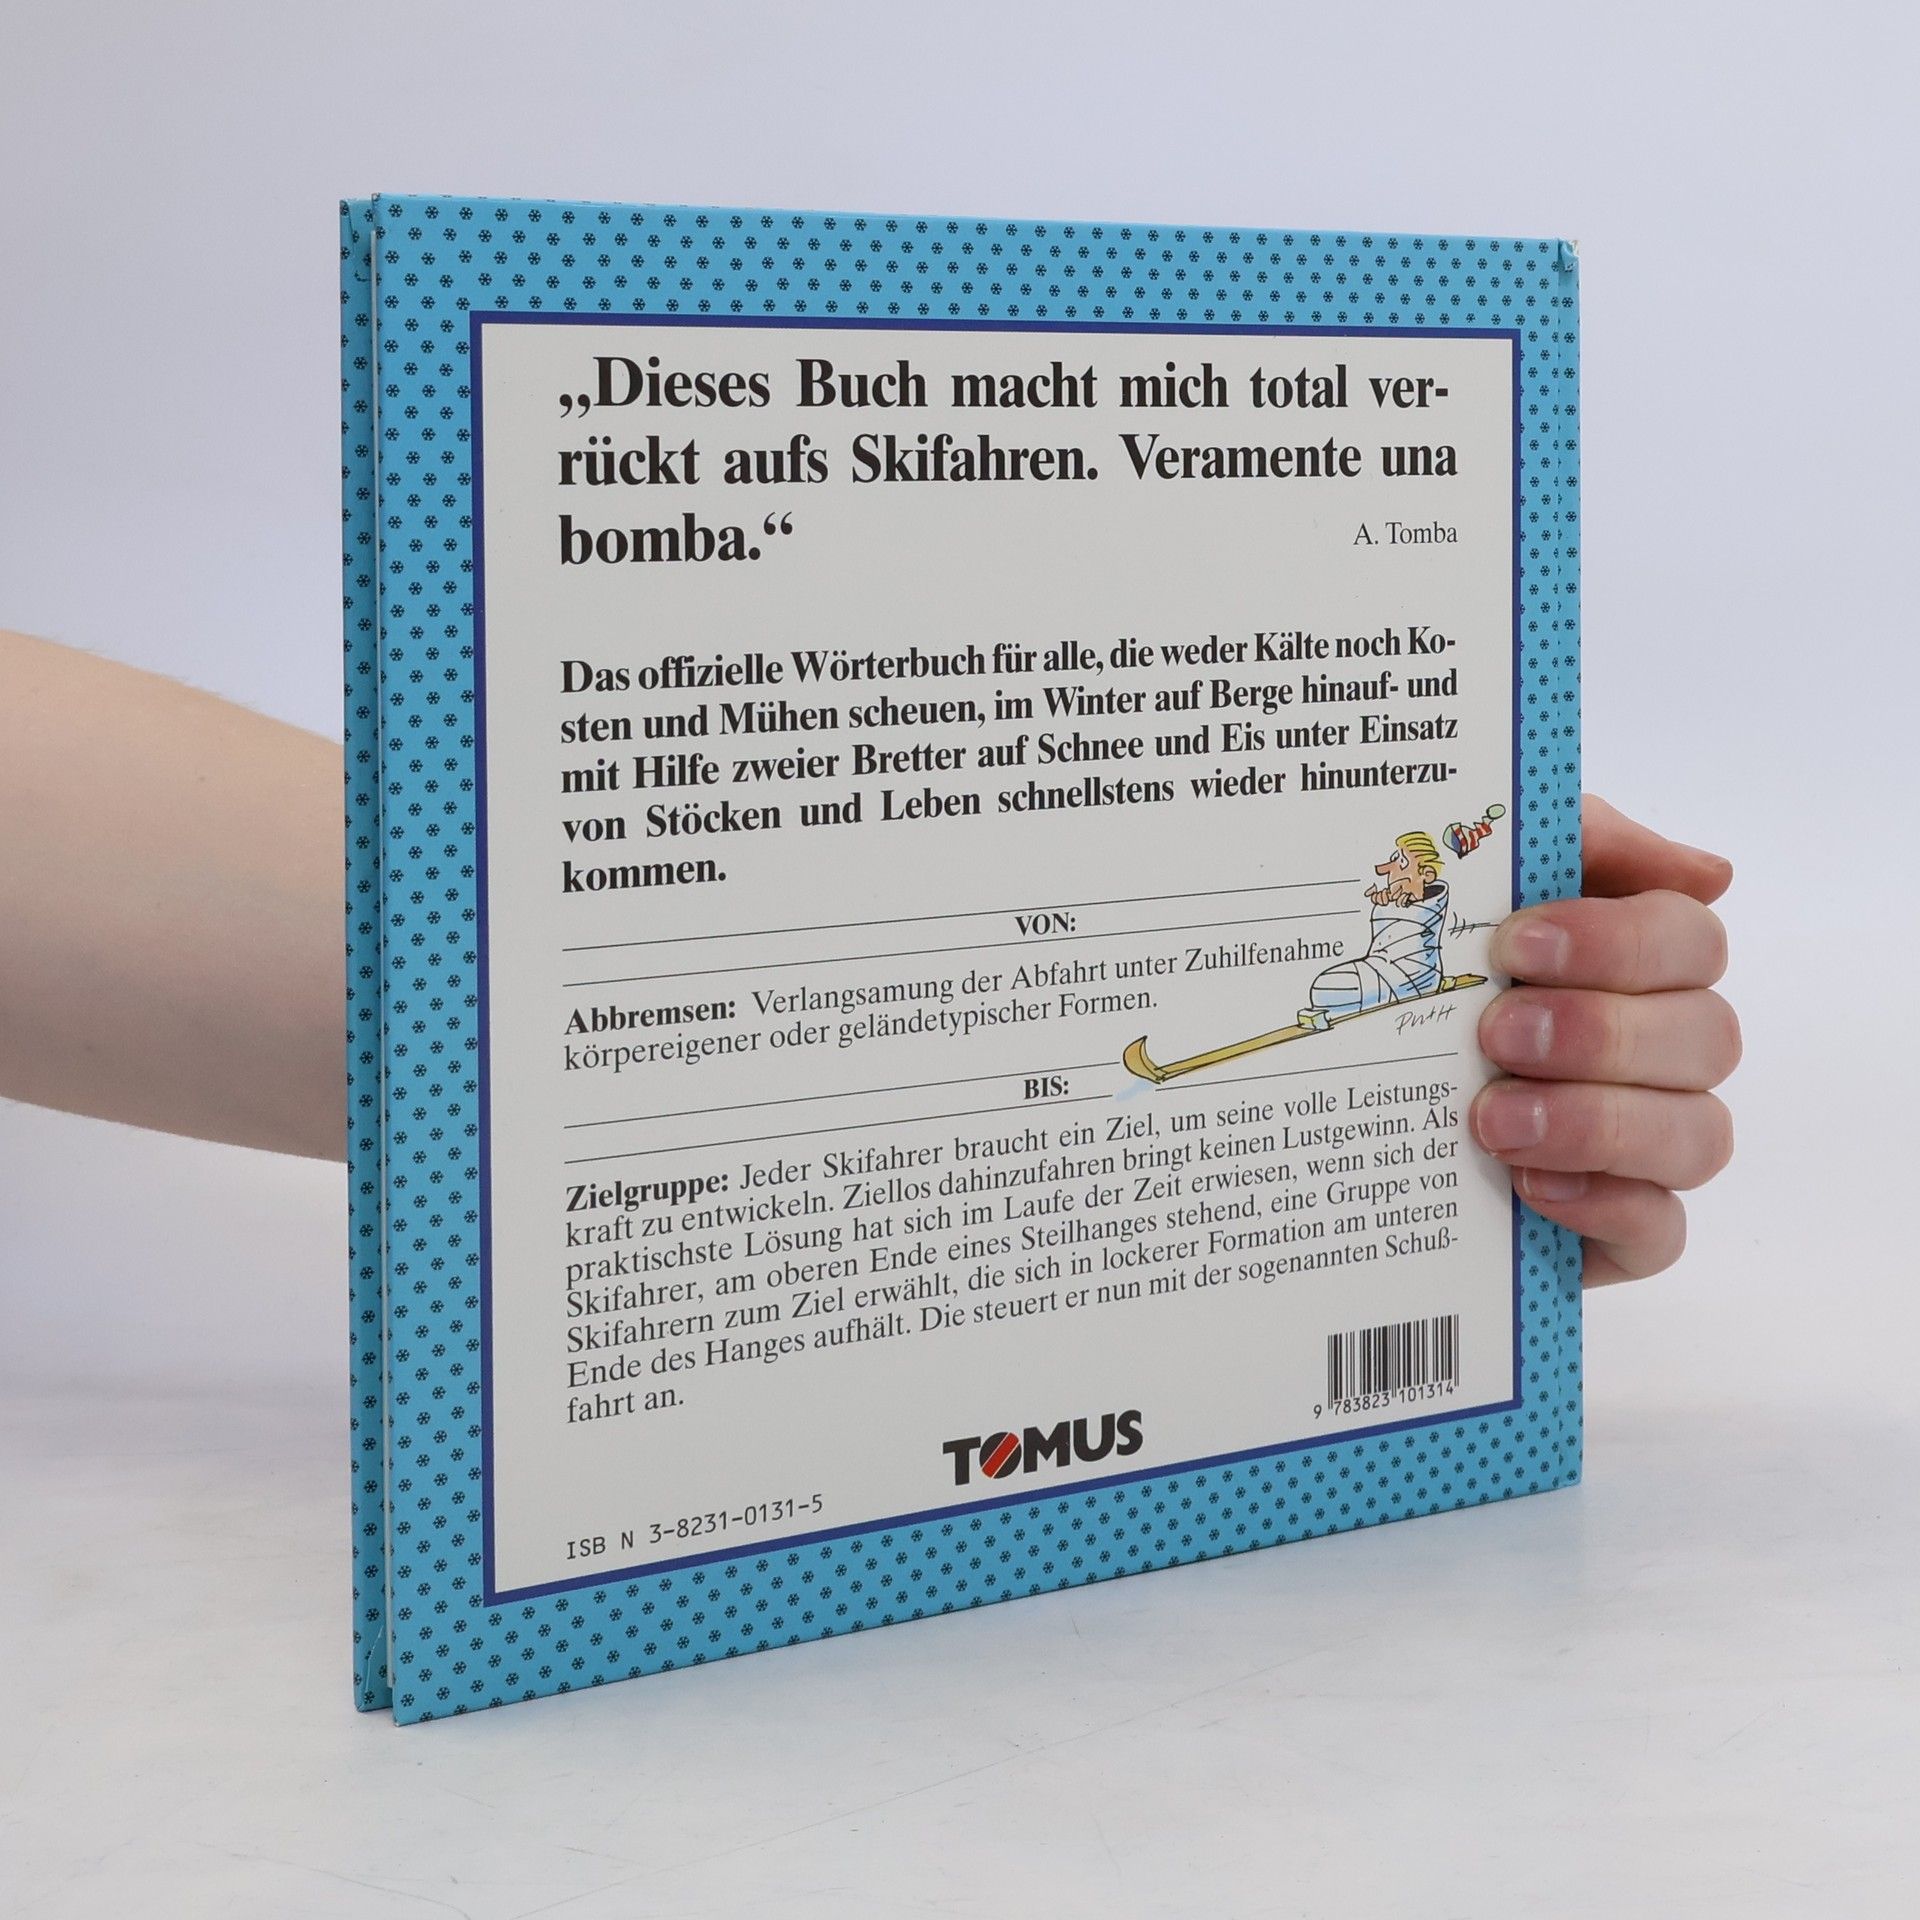 „Dieses Buch macht mich total ver-
rückt aufs Skifahren. Veramente una
bomba.“
A. Tomba
Das offizielle Wörterbuch für alle, die weder Kälte noch Ko-
sten und Mühen scheuen, im Winter auf Berge hinauf- und
mit Hilfe zweier Bretter auf Schnee und Eis unter Einsatz
von Stöcken und Leben schnellstens wieder hinunterzu-
kommen.
VON:
Abbremsen: Verlangsamung der Abfahrt unter Zuhilfenahme
körpereigener oder geländetypischer Formen.
PutH
BIS:
Zielgruppe: Jeder Skifahrer braucht ein Ziel, um seine volle Leistungs-
kraft zu entwickeln. Ziellos dahinzufahren bringt keinen Lustgewinn. Als
praktischste Lösung hat sich im Laufe der Zeit erwiesen, wenn sich der
Skifahrer, am oberen Ende eines Steilhanges stehend, eine Gruppe von
Skifahrern zum Ziel erwählt, die sich in lockerer Formation am unteren
Ende des Hanges aufhält. Die steuert er nun mit der sogenannten Schuß-
fahrt an.
9 783823 101314
TOMUS
ISB N 3-8231-0131-5